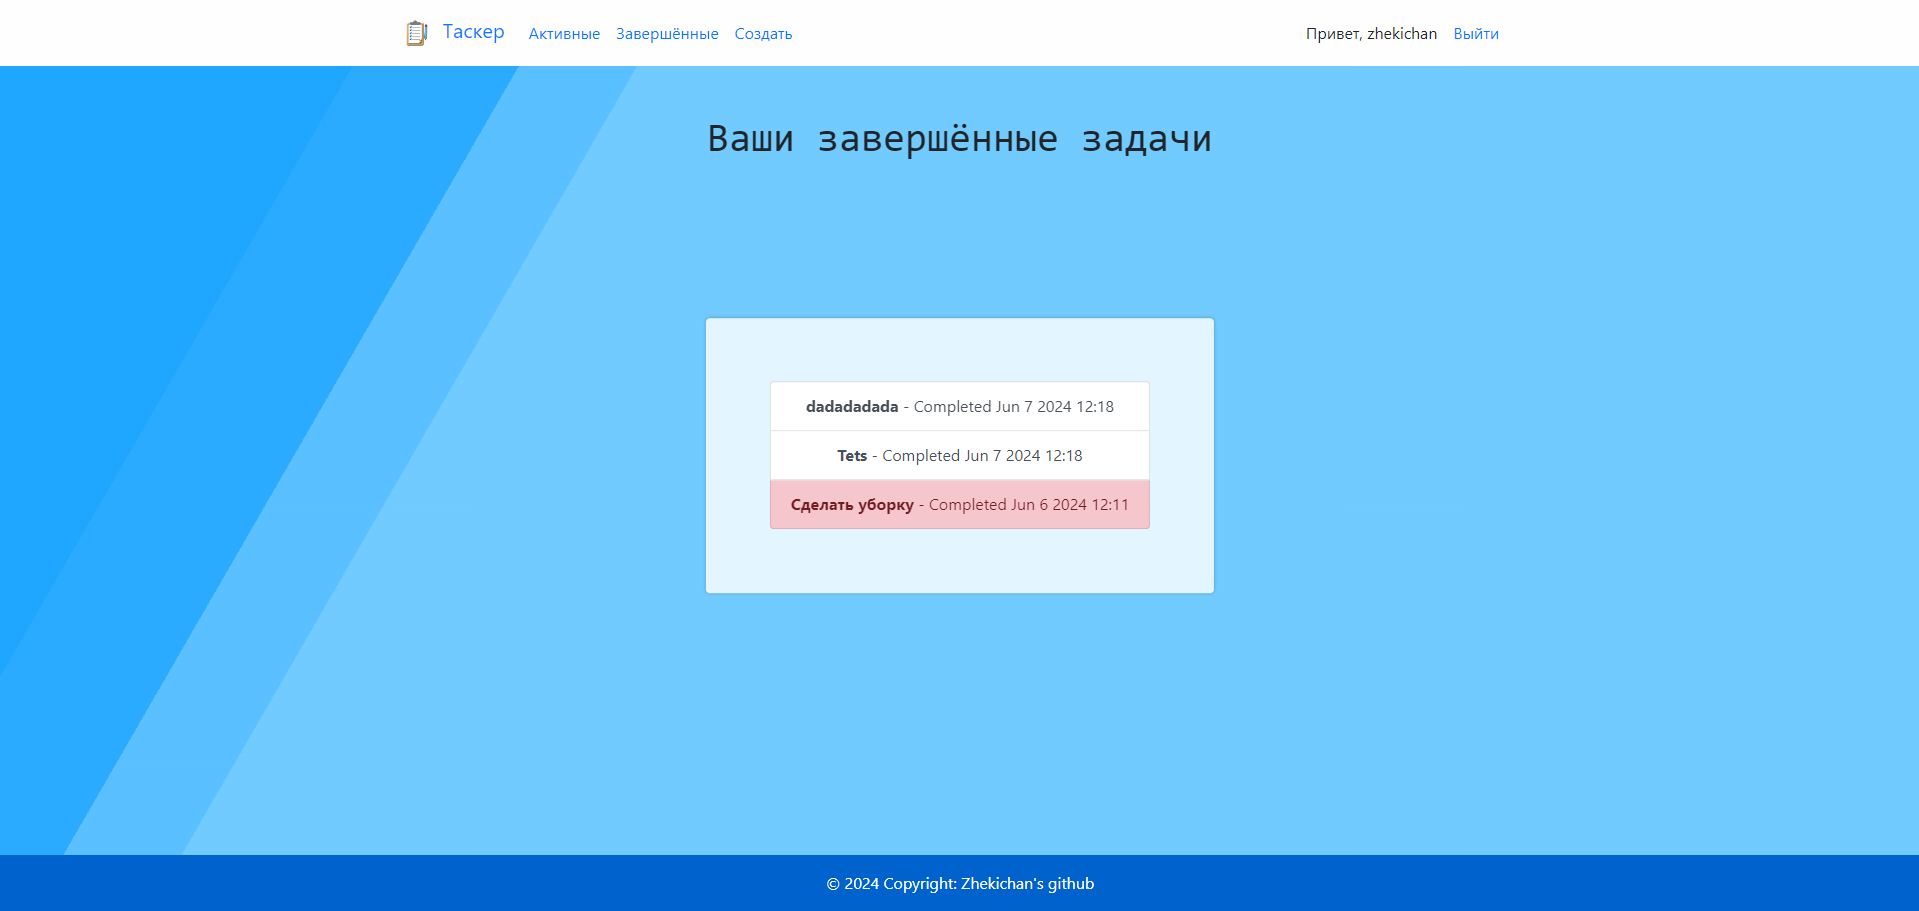 Таскер Активные Завершённые Создать Привет, zhekichan Выйти
Ваши завершённые задачи
dadadadada - Completed Jun 7 2024 12:18
Tets - Completed Jun 7 2024 12:18
Сделать уборку - Completed Jun 6 2024 12:11
© 2024 Copyright: Zhekichan's github